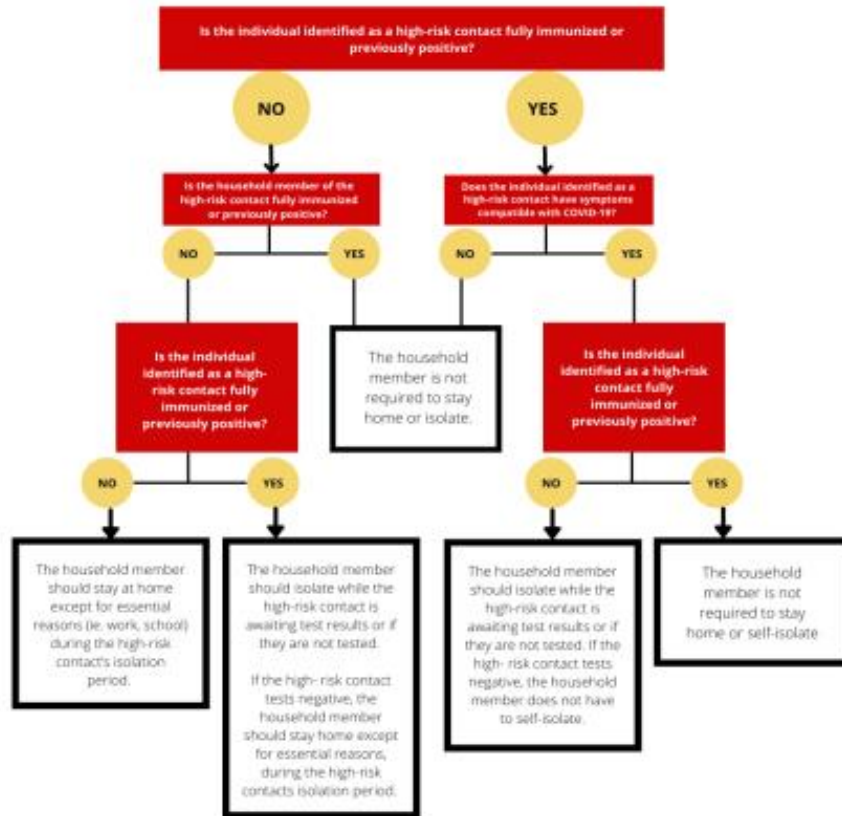 Is the individual identified as a high-risk contact fully immunized or
previously positive?
NO
YES
Is the household member of the
high-risk contact fully immunized
or previously positive?
Does the individual identified as a
high-risk contact have symptoms
compatible with COVID-19?
NO
YES
NO
YES
Is the individual
identified as a high-
risk contact fully
immunized or
previously positive?
The household
member is not
required to stay
home or isolate.
Is the individual
identified as a high-risk
contact fully
immunized or
previously positive?
NO
YES
NO
YES
The household member
should stay at home
except for essential
reasons (ie. work, school)
during the high-risk
contact's isolation
period.
The household member
should isolate while the
high-risk contact is
awaiting test results or if
they are not tested.
If the high- risk contact
tests negative, the
household member
should stay home except
for essential reasons,
during the high-risk
contacts isolation period.
The household member
should isolate while the
high-risk contact is
awaiting test results or if
they are not tested. If the
high- risk contact tests
negative, the household
member does not have
to self-isolate.
The household
member is not
required to stay
home or self-isolate